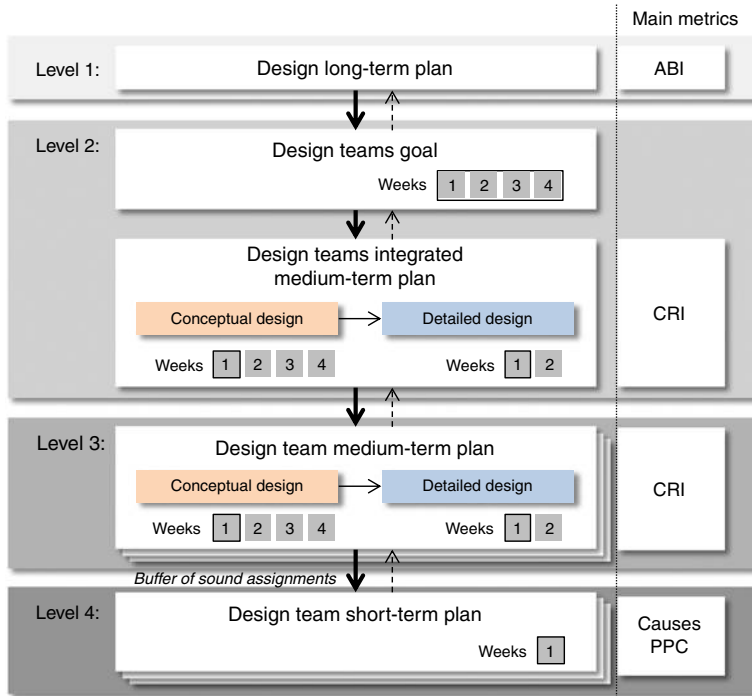 Main metrics
Level 1:
Design long-term plan
ABI
Level 2:
Design teams goal
Weeks 1 2 3 4
Design teams integrated
medium-term plan
Conceptual design
Detailed design
Weeks 1 2 3 4
Weeks 1 2
CRI
Level 3:
Design team medium-term plan
Conceptual design
Detailed design
Weeks 1 2 3 4
Weeks 1 2
CRI
Buffer of sound assignments
Level 4:
Design team short-term plan
Weeks 1
Causes
PPC